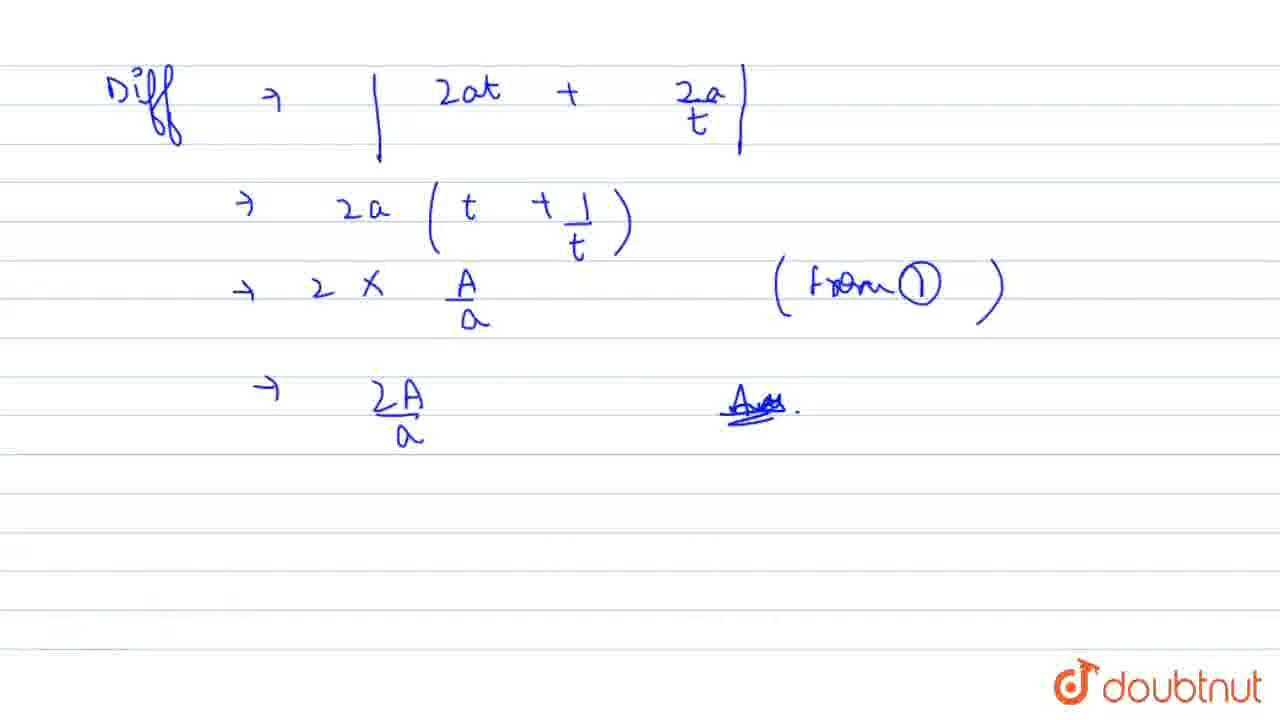 Diff → | 2at + 2a/t |
→ 2a ( t + 1/t )
→ 2 × A/a (from ①)
→ 2A/a Ans.
doubtnut